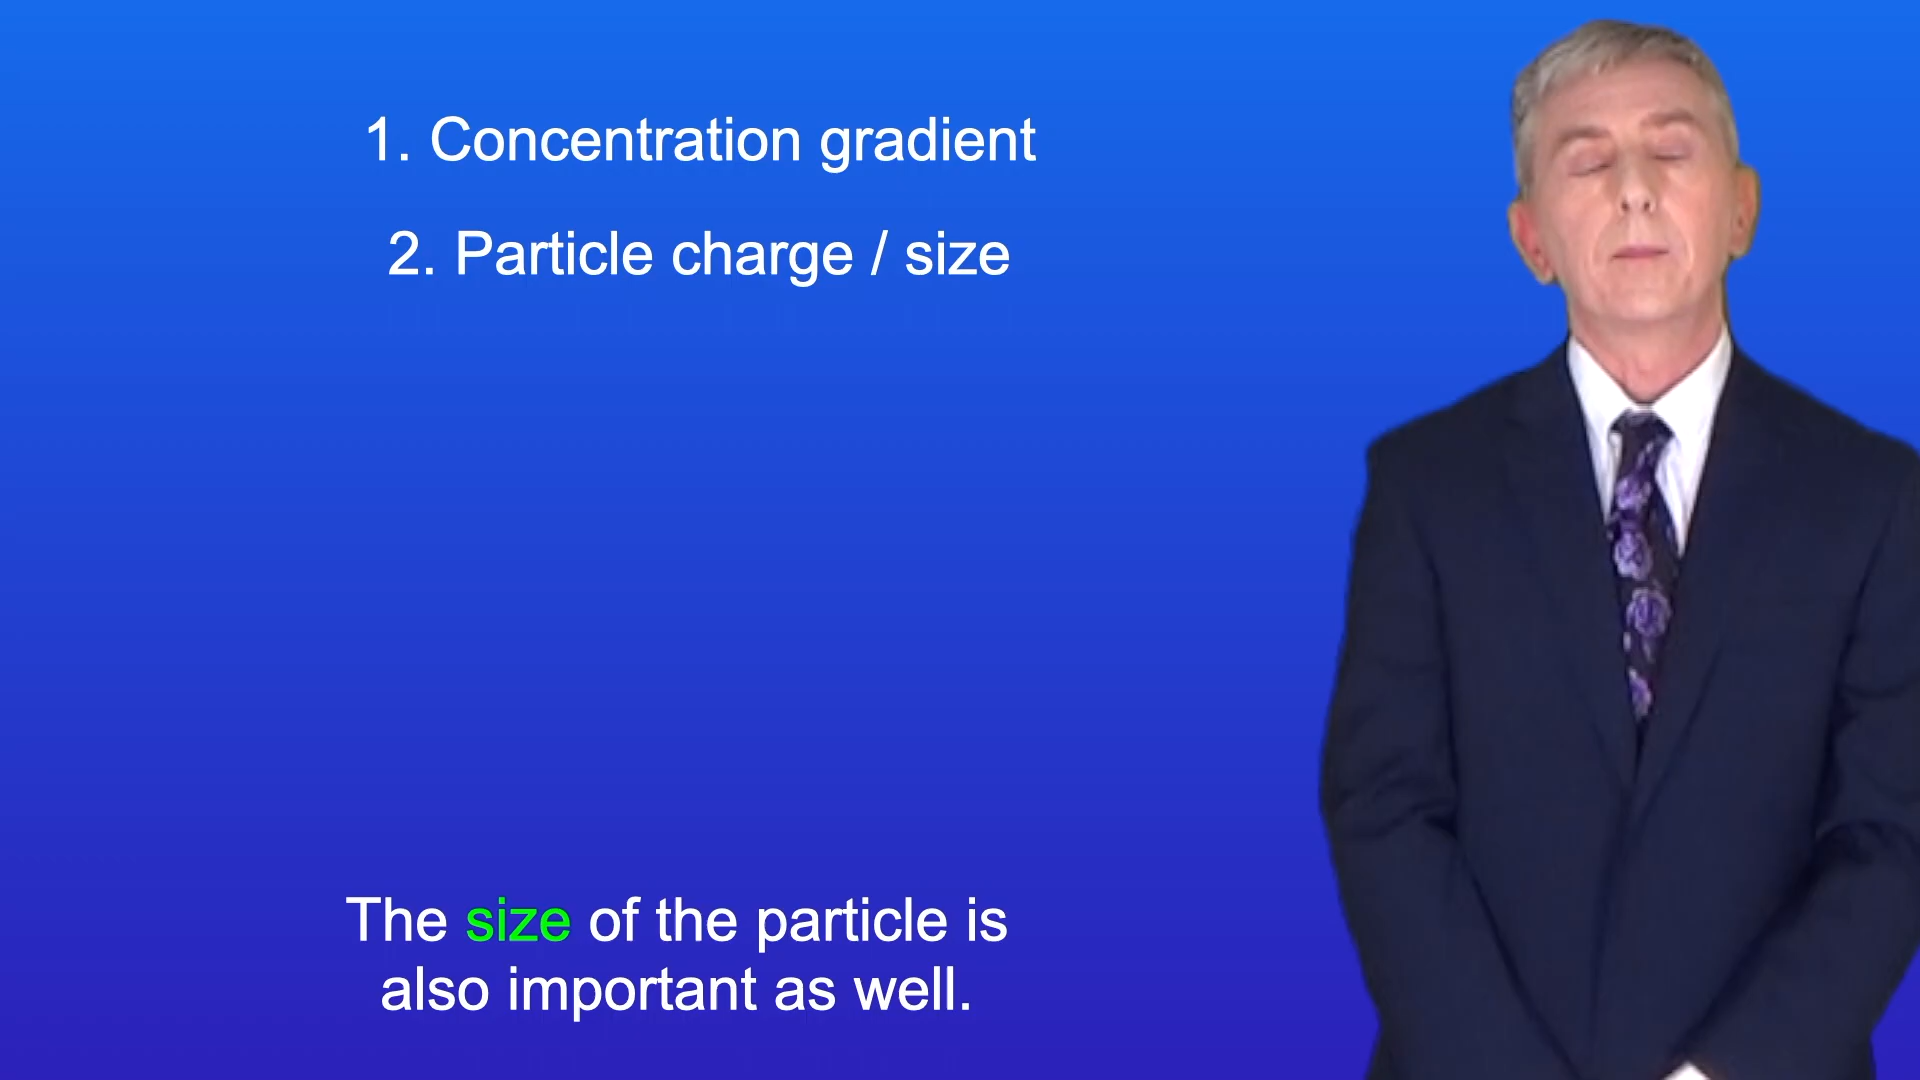 1. Concentration gradient
2. Particle charge / size
The size of the particle is
also important as well.